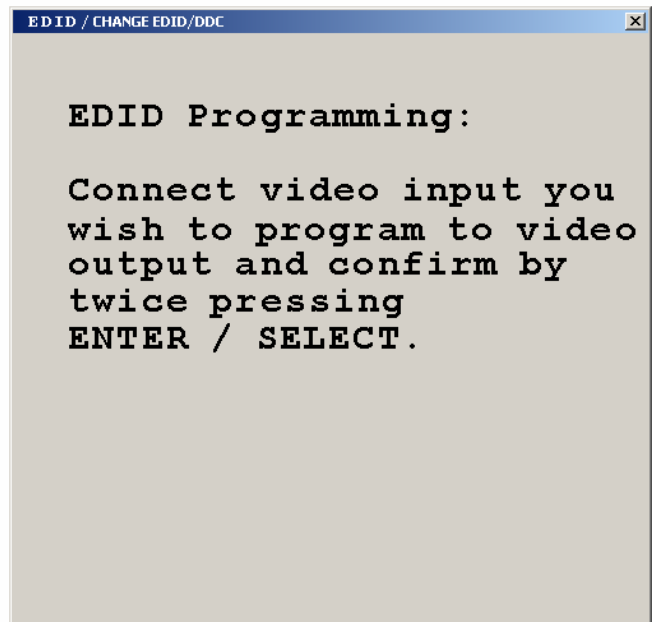 EDID / CHANGE EDID/DDC
EDID Programming:
Connect video input you
wish to program to video
output and confirm by
twice pressing
ENTER / SELECT.